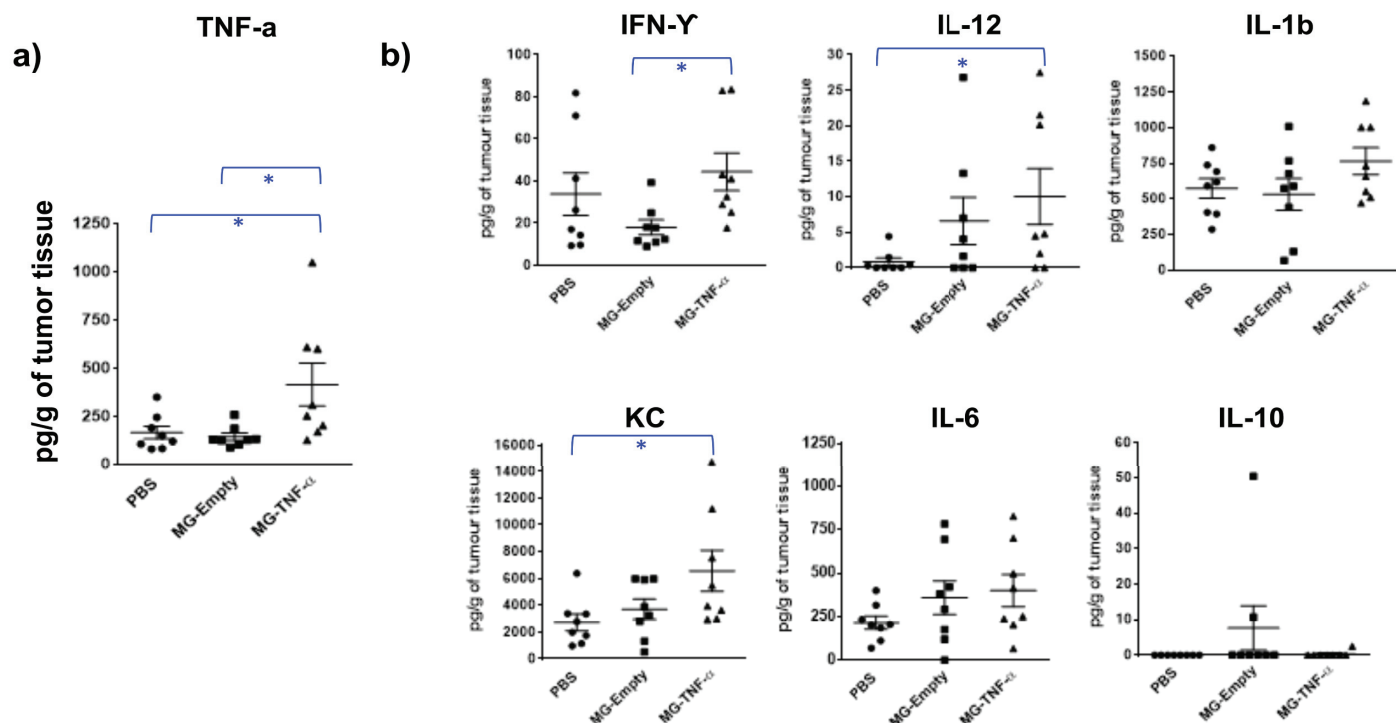 a)
TNF-a
*
*
pg/g of tumor tissue
1250
1000
750
500
250
0
PBS
MG-Empty
MG-TNF-α
b)
IFN-ϒ
*
pg/g of tumour tissue
100
80
60
40
20
0
PBS
MG-Empty
MG-TNF-α
IL-12
*
pg/g of tumour tissue
30
25
20
15
10
5
0
PBS
MG-Empty
MG-TNF-α
IL-1b
pg/g of tumour tissue
1500
1250
1000
750
500
250
0
PBS
MG-Empty
MG-TNF-α
KC
*
pg/g of tumour tissue
16000
14000
12000
10000
8000
6000
4000
2000
0
PBS
MG-Empty
MG-TNF-α
IL-6
pg/g of tumour tissue
1250
1000
750
500
250
0
PBS
MG-Empty
MG-TNF-α
IL-10
pg/g of tumour tissue
60
50
40
30
20
10
0
PBS
MG-Empty
MG-TNF-α